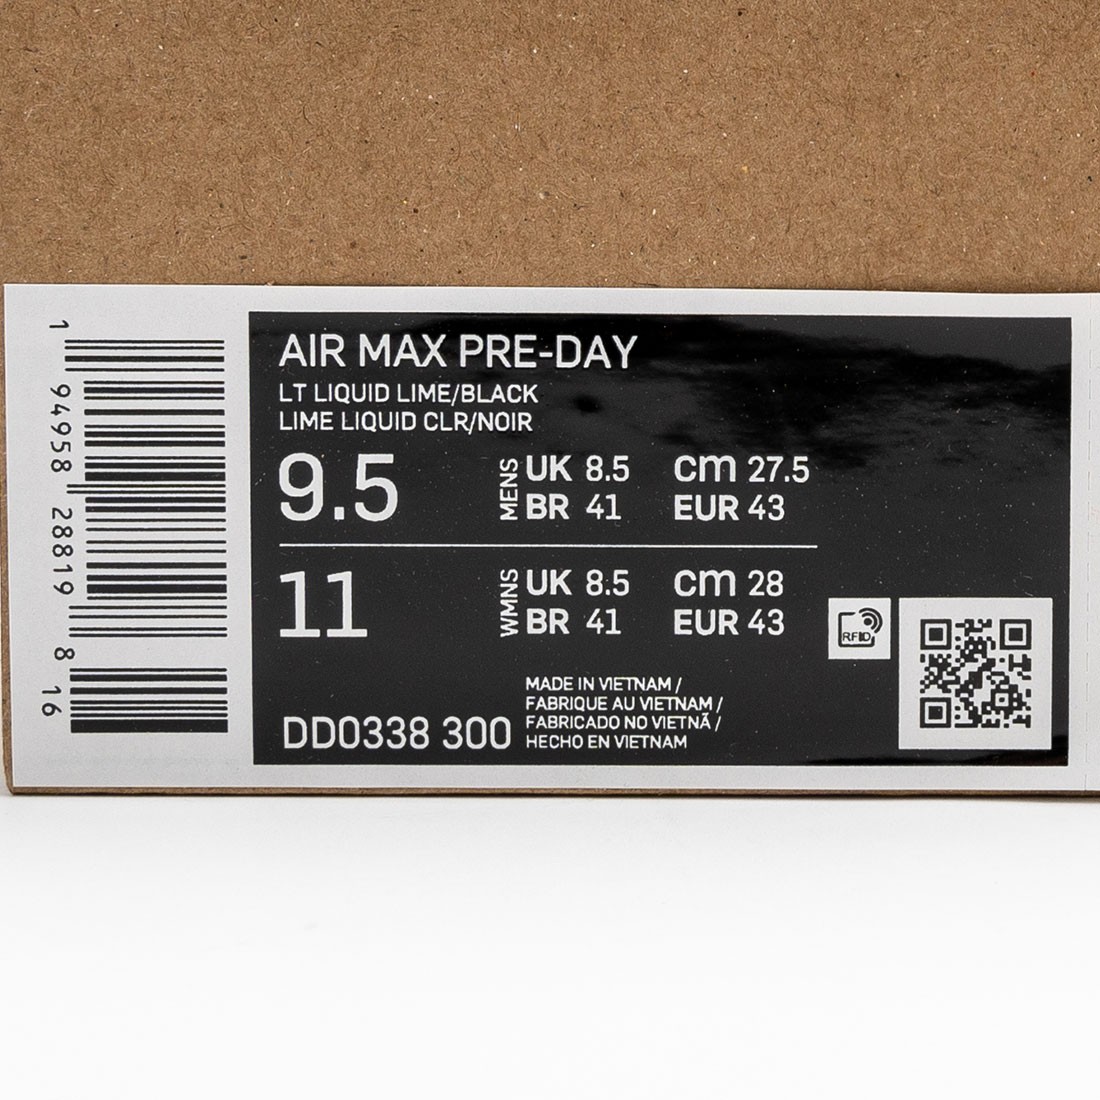 1 94958 28819 8 16
AIR MAX PRE-DAY
LT LIQUID LIME/BLACK
LIME LIQUID CLR/NOIR
9.5 MENS UK 8.5 cm 27.5
BR 41 EUR 43
11 WMNS UK 8.5 cm 28
BR 41 EUR 43
RFID
DD0338 300
MADE IN VIETNAM /
FABRIQUE AU VIETNAM /
FABRICADO NO VIETNÃ /
HECHO EN VIETNAM